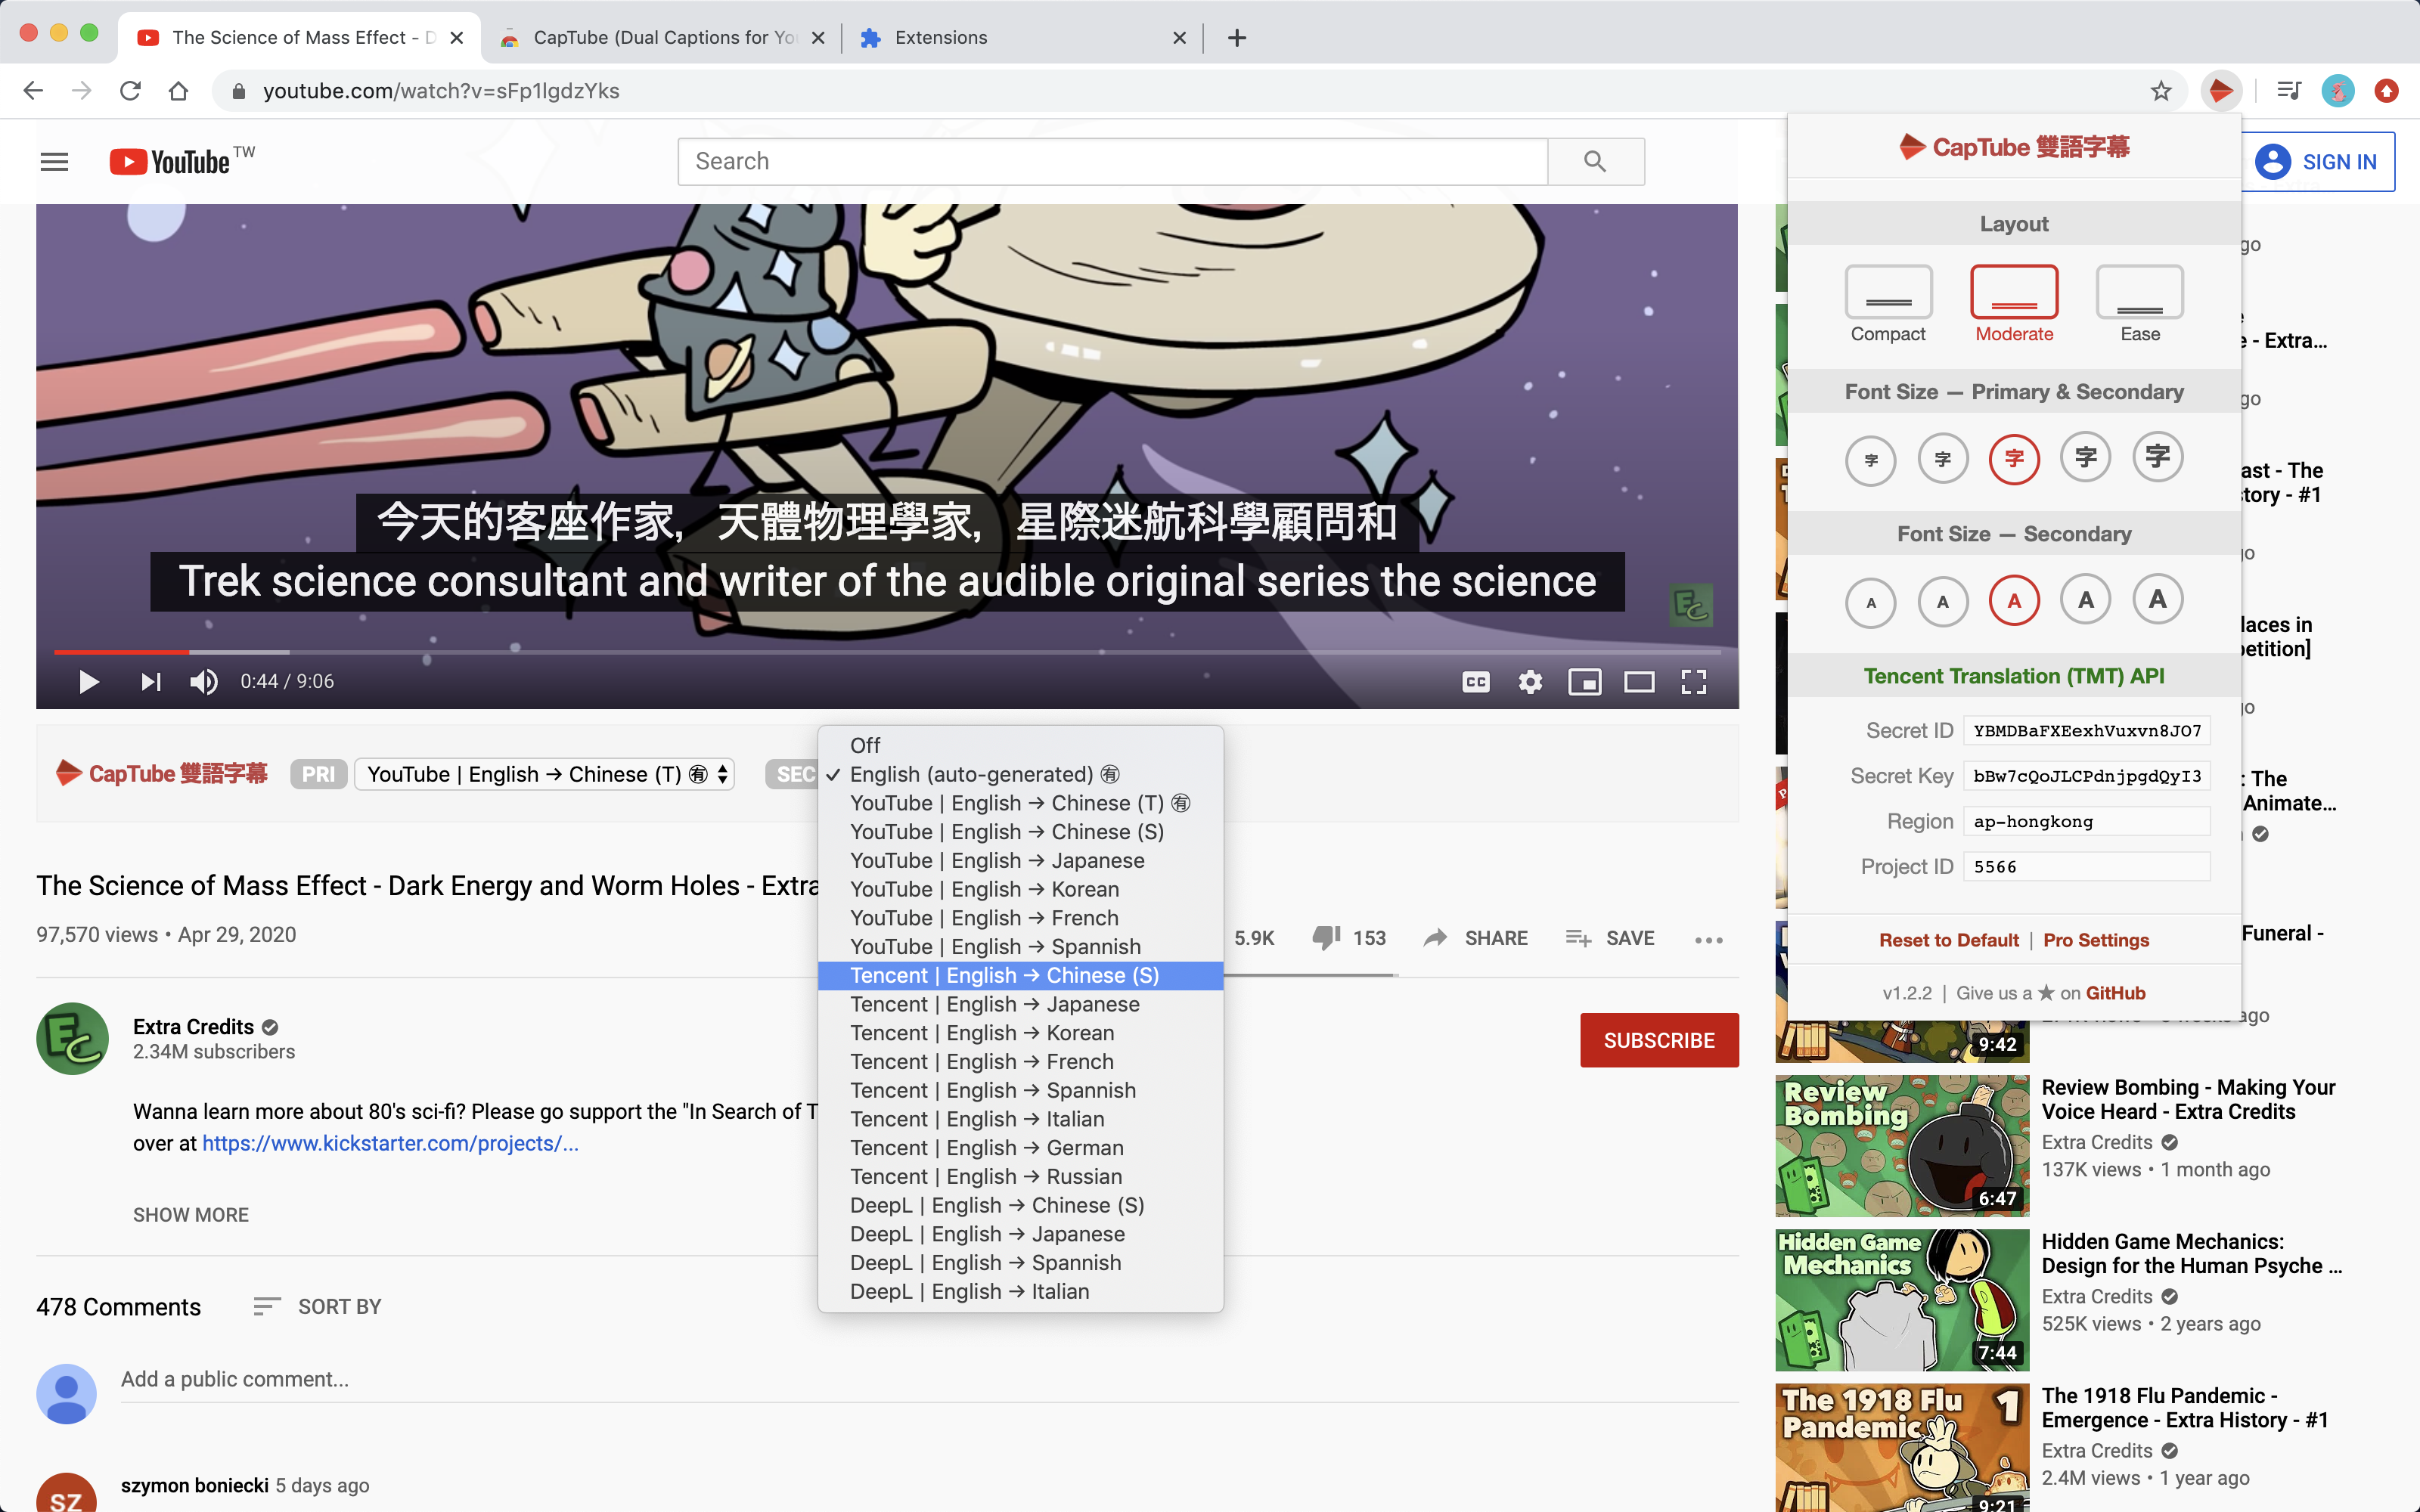 The Science of Mass Effect - D
CapTube (Dual Captions for You
Extensions
youtube.com/watch?v=sFp1lgdzYks
YouTube TW
Search
SIGN IN
今天的客座作家, 天體物理學家, 星際迷航科學顧問和
Trek science consultant and writer of the audible original series the science
EC
0:44 / 9:06
CC
CapTube 雙語字幕
PRI
YouTube | English → Chinese (T) ㊒
SEC
Off
✓ English (auto-generated) ㊒
YouTube | English → Chinese (T) ㊒
YouTube | English → Chinese (S)
YouTube | English → Japanese
YouTube | English → Korean
YouTube | English → French
YouTube | English → Spannish
Tencent | English → Chinese (S)
Tencent | English → Japanese
Tencent | English → Korean
Tencent | English → French
Tencent | English → Spannish
Tencent | English → Italian
Tencent | English → German
Tencent | English → Russian
DeepL | English → Chinese (S)
DeepL | English → Japanese
DeepL | English → Spannish
DeepL | English → Italian
The Science of Mass Effect - Dark Energy and Worm Holes - Extra
97,570 views • Apr 29, 2020
5.9K
153
SHARE
SAVE
EC
Extra Credits
2.34M subscribers
SUBSCRIBE
Wanna learn more about 80's sci-fi? Please go support the "In Search of T
over at https://www.kickstarter.com/projects/...
SHOW MORE
478 Comments
SORT BY
Add a public comment...
SZ
szymon boniecki 5 days ago
CapTube 雙語字幕
Layout
Compact
Moderate
Ease
Font Size — Primary & Secondary
字 字 字 字 字
Font Size — Secondary
A A A A A
Tencent Translation (TMT) API
Secret ID YBMDBaFXEexhVuxvn8JO7
Secret Key bBw7cQoJLCPdnjpgdQyI3
Region ap-hongkong
Project ID 5566
Reset to Default | Pro Settings
v1.2.2 | Give us a ★ on GitHub
go
e - Extra...
go
ast - The
story - #1
go
laces in
petition]
go
: The
Animate...
Funeral -
ago
9:42
Review Bombing
6:47
Review Bombing - Making Your
Voice Heard - Extra Credits
Extra Credits
137K views • 1 month ago
Hidden Game
Mechanics
7:44
Hidden Game Mechanics:
Design for the Human Psyche ...
Extra Credits
525K views • 2 years ago
The 1918 Flu
Pandemic
1
9:21
The 1918 Flu Pandemic -
Emergence - Extra History - #1
Extra Credits
2.4M views • 1 year ago